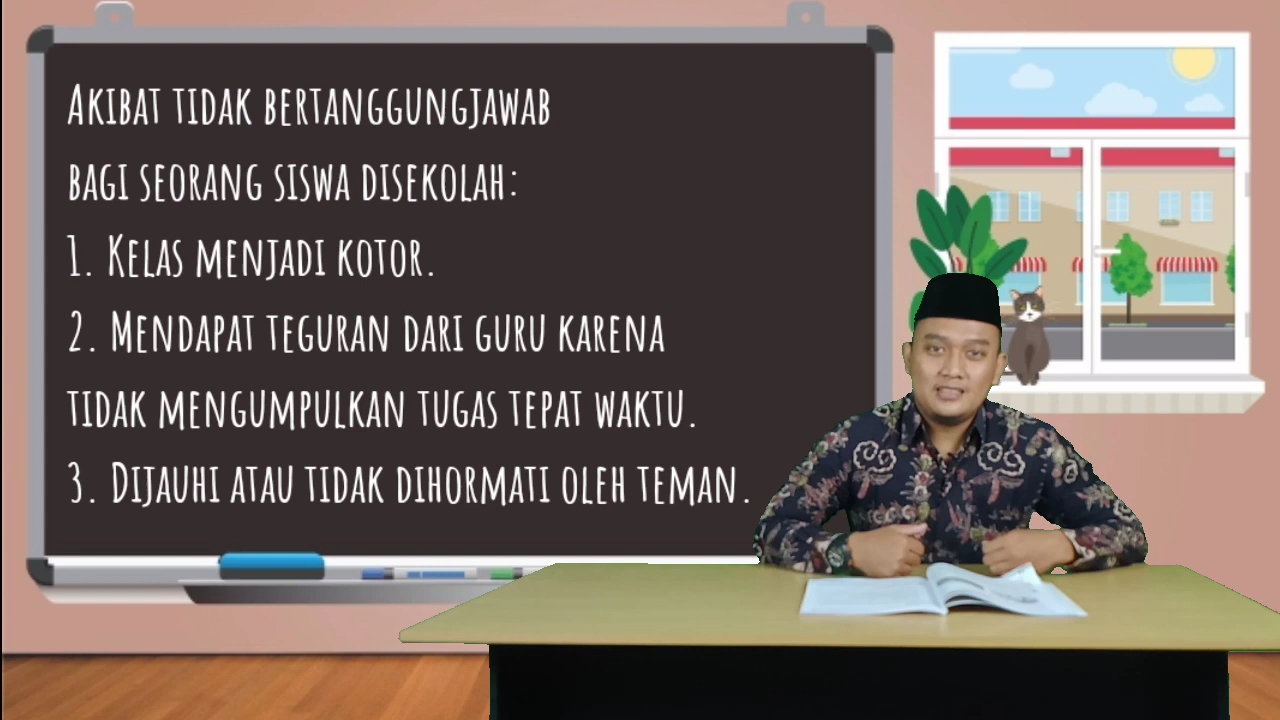 Akibat tidak bertanggungjawab
bagi seorang siswa disekolah:
1. Kelas menjadi kotor.
2. Mendapat teguran dari guru karena
tidak mengumpulkan tugas tepat waktu.
3. Dijauhi atau tidak dihormati oleh teman.